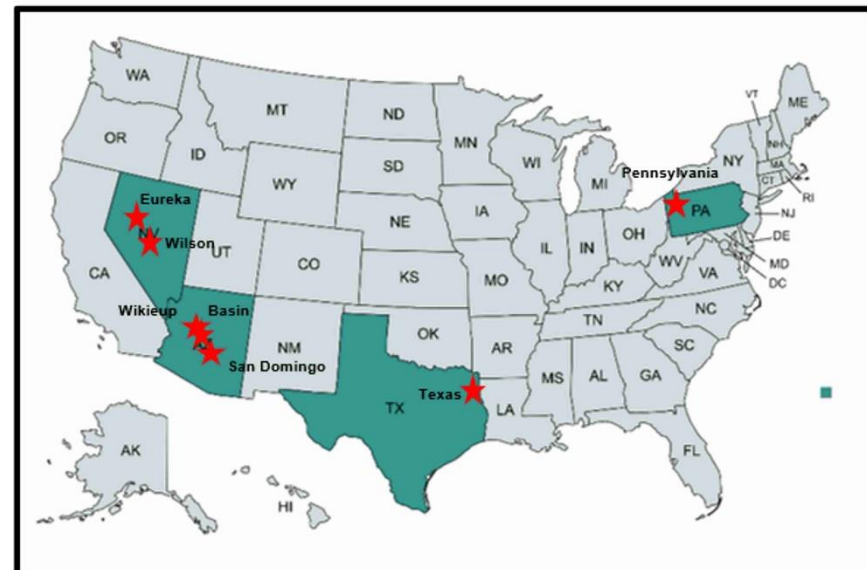 WA
MT
ND
MN
VT
ME
OR
ID
SD
WI
MI
NY
NH
MA
CT
RI
Pennsylvania
PA
NJ
WY
IA
NE
Eureka
NV
Wilson
UT
CO
CA
KS
MO
IL
IN
OH
WV
VA
DE
MD
DC
KY
NC
TN
Wikieup
Basin
San Domingo
NM
OK
AR
SC
MS
AL
GA
Texas
TX
LA
FL
AK
HI